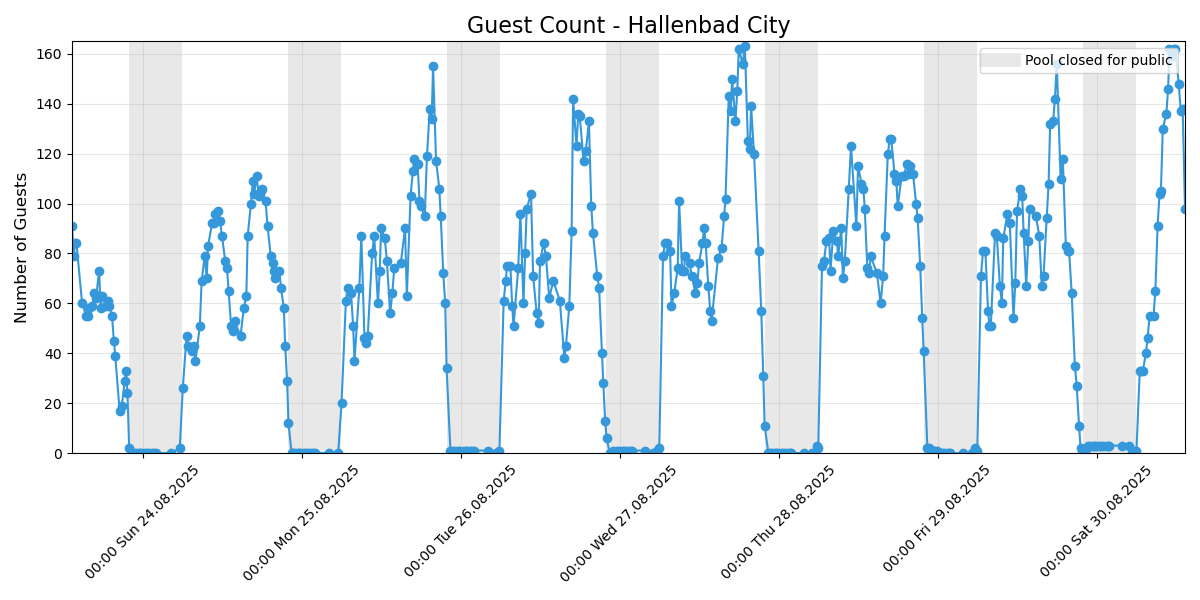 Guest Count - Hallenbad City
Pool closed for public
Number of Guests
160
140
120
100
80
60
40
20
0
00:00 Sun 24.08.2025
00:00 Mon 25.08.2025
00:00 Tue 26.08.2025
00:00 Wed 27.08.2025
00:00 Thu 28.08.2025
00:00 Fri 29.08.2025
00:00 Sat 30.08.2025